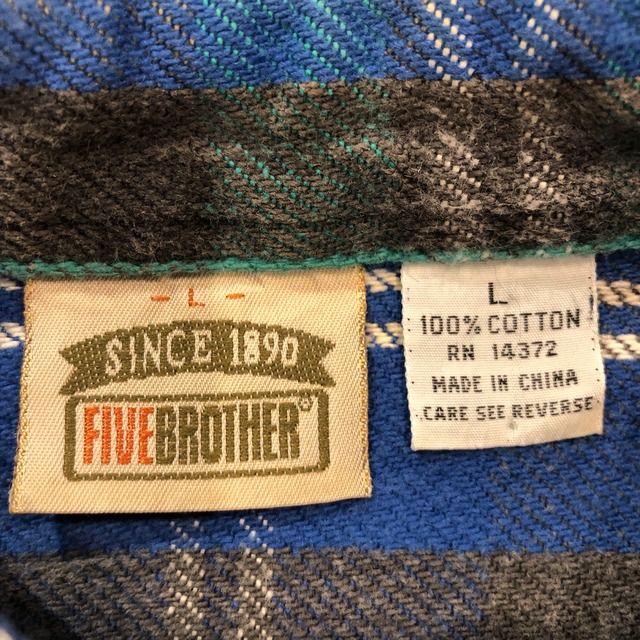 - L -
SINCE 1890
FIVEBROTHER®
L
100% COTTON
RN 14372
MADE IN CHINA
CARE SEE REVERSE